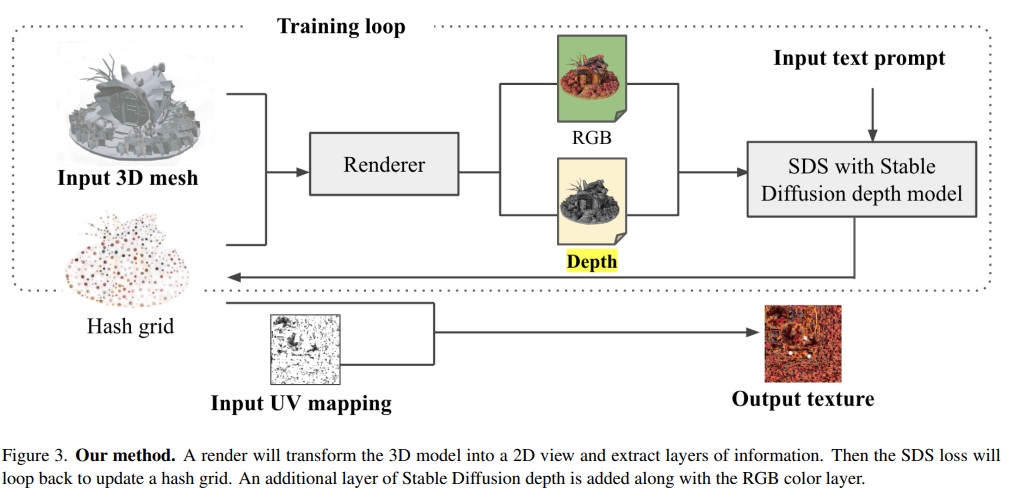 Training loop
Input 3D mesh
Hash grid
Renderer
RGB
Depth
Input text prompt
SDS with Stable
Diffusion depth model
Input UV mapping
Output texture
Figure 3. Our method. A render will transform the 3D model into a 2D view and extract layers of information. Then the SDS loss will
loop back to update a hash grid. An additional layer of Stable Diffusion depth is added along with the RGB color layer.